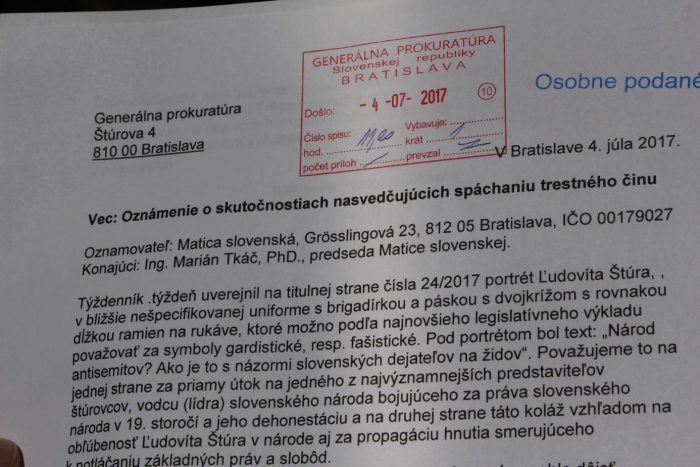 GENERÁLNA PROKURATÚRA
Slovenskej republiky
BRATISLAVA
Došlo: - 4 -07- 2017 10
Číslo spisu: Vybavuje:
hod. 11,20 krát 1
počet príloh prevzal
Osobne podané
Generálna prokuratúra
Štúrova 4
810 00 Bratislava
V Bratislave 4. júla 2017.
Vec: Oznámenie o skutočnostiach nasvedčujúcich spáchaniu trestného činu
Oznamovateľ: Matica slovenská, Grösslingová 23, 812 05 Bratislava, IČO 00179027
Konajúci: Ing. Marián Tkáč, PhD., predseda Matice slovenskej.
Týždenník .týždeň uverejnil na titulnej strane čísla 24/2017 portrét Ľudovíta Štúra, ,
v bližšie nešpecifikovanej uniforme s brigadírkou a páskou s dvojkrížom s rovnakou
dĺžkou ramien na rukáve, ktoré možno podľa najnovšieho legislatívneho výkladu
považovať za symboly gardistické, resp. fašistické. Pod portrétom bol text: „Národ
antisemitov? Ako je to s názormi slovenských dejateľov na židov“. Považujeme to na
jednej strane za priamy útok na jedného z najvýznamnejších predstaviteľov
štúrovcov, vodcu (lídra) slovenského národa bojujúceho za práva slovenského
národa v 19. storočí a jeho dehonestáciu a na druhej strane táto koláž vzhľadom na
obľúbenosť Ľudovíta Štúra v národe aj za propagáciu hnutia smerujúceho
k potláčaniu základných práv a slobôd.